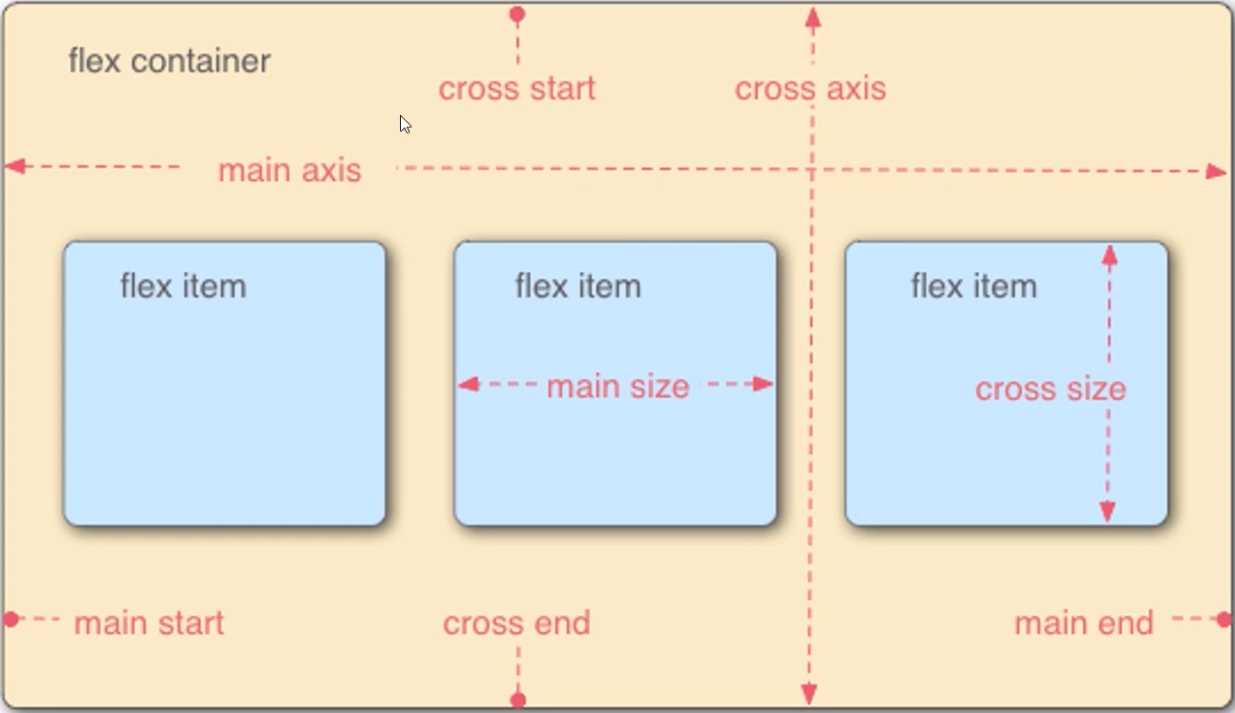 flex container
cross start
cross axis
main axis
flex item
flex item
flex item
main size
cross size
main start
cross end
main end